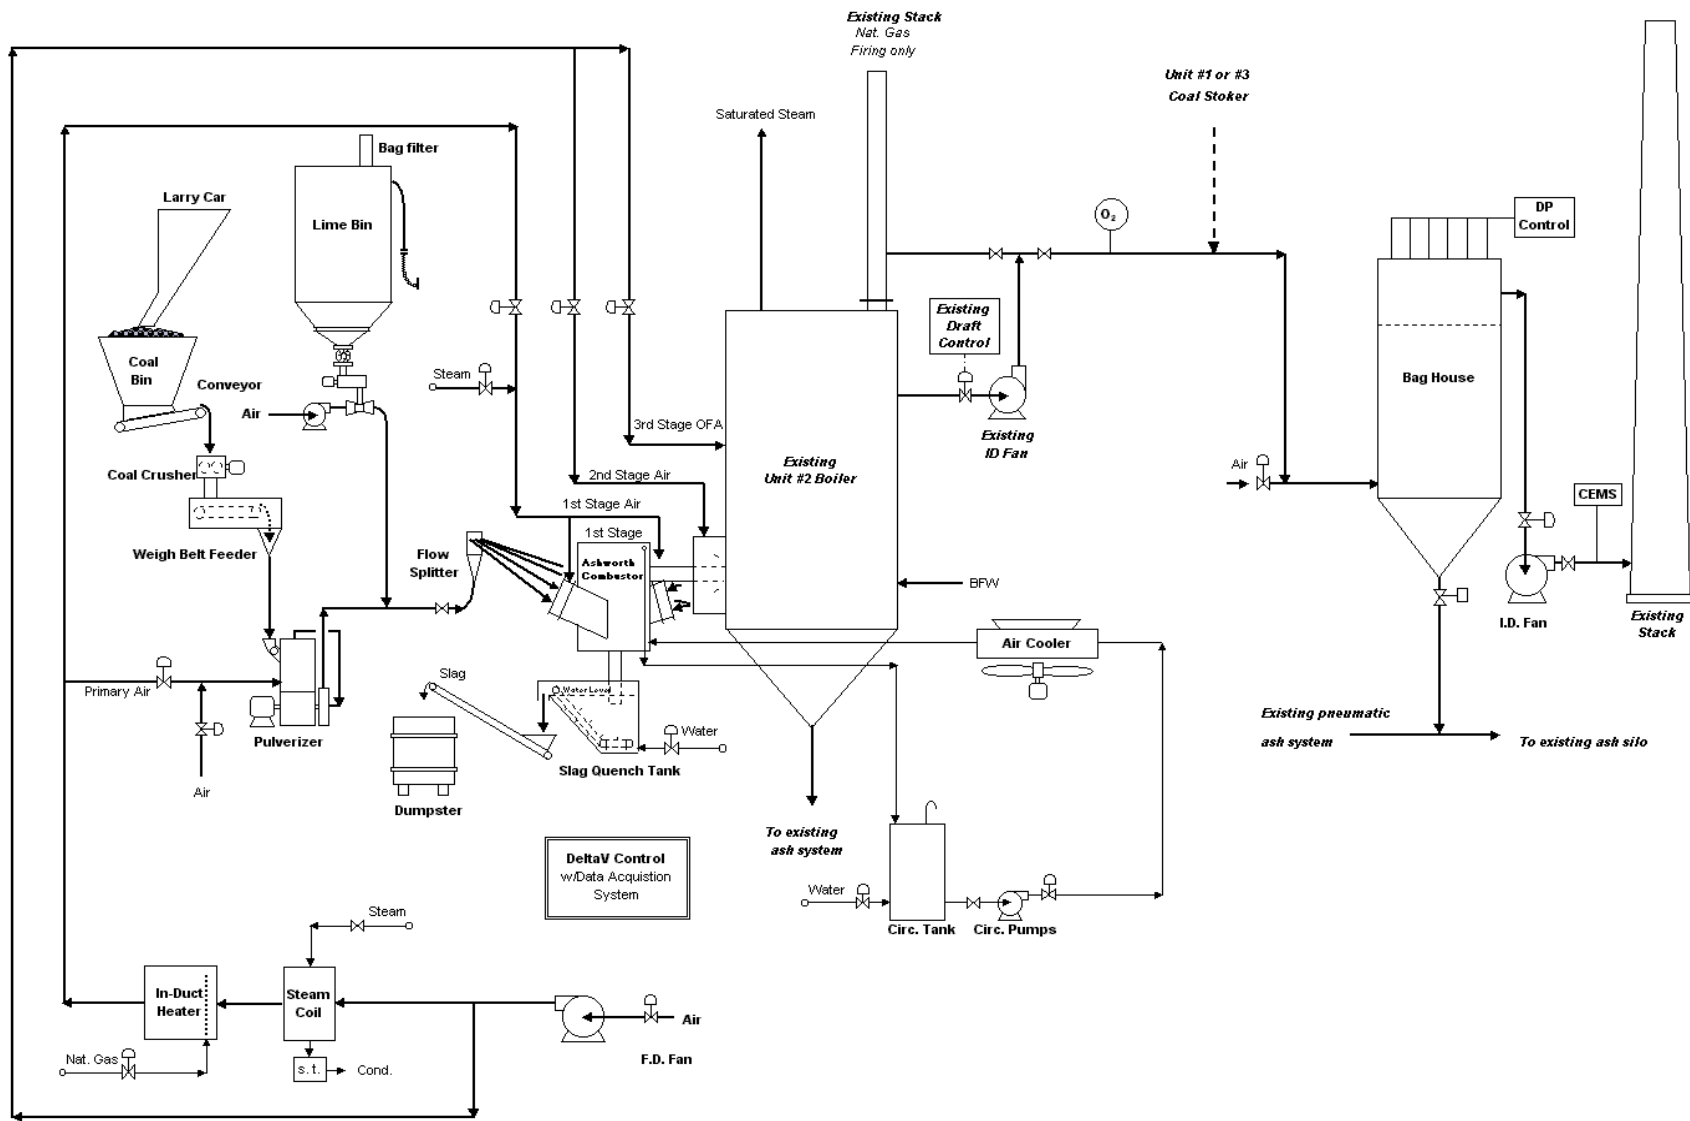 Existing Stack
Nat. Gas
Firing only
Unit #1 or #3
Coal Stoker
Saturated Steam
Bag filter
Larry Car
Lime Bin
O₂
DP
Control
Existing
Draft
Control
Coal
Bin
Conveyor
Steam
Air
Bag House
3rd Stage OFA
Existing
ID Fan
Existing
Unit #2 Boiler
Coal Crusher
2nd Stage Air
Air
1st Stage Air
CEMS
1st Stage
Weigh Belt Feeder
Flow
Splitter
Ashworth
Combustor
BFW
I.D. Fan
Existing
Stack
Air Cooler
Primary Air
Slag
Water Level
Water
Pulverizer
Existing pneumatic
ash system
To existing ash silo
Slag Quench Tank
Air
Dumpster
To existing
ash system
DeltaV Control
w/Data Acquistion
System
Water
Steam
Circ. Tank
Circ. Pumps
In-Duct
Heater
Steam
Coil
Air
Nat. Gas
s.t.
Cond.
F.D. Fan